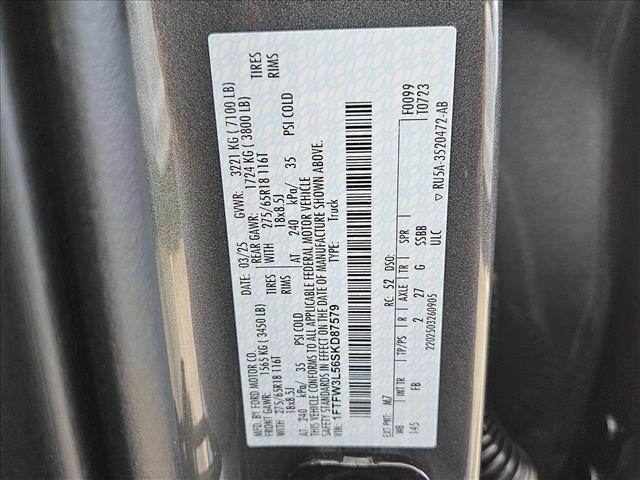 MFD. BY FORD MOTOR CO. DATE: 03/25 GVWR: 3221 KG ( 7100 LB)
FRONT GAWR: 1565 KG ( 3450 LB) REAR GAWR: 1724 KG ( 3800 LB)
WITH 275/65R18 116T TIRES WITH 275/65R18 116T TIRES
18x8.5J RIMS 18x8.5J RIMS
AT 240 kPa/ 35 PSI COLD AT 240 kPa/ 35 PSI COLD
THIS VEHICLE CONFORMS TO ALL APPLICABLE FEDERAL MOTOR VEHICLE
SAFETY STANDARDS IN EFFECT ON THE DATE OF MANUFACTURE SHOWN ABOVE.
VIN: 1FTFW3L56SKD87579 TYPE: Truck
F0099
T0723
EXT PNT: M7 RC: 52 DSO:
WB INT TR TP/PS R AXLE TR SPR
145 FB 2 27 G SSBB
2202503260905 ULC
▽ RU5A-3520472-AB